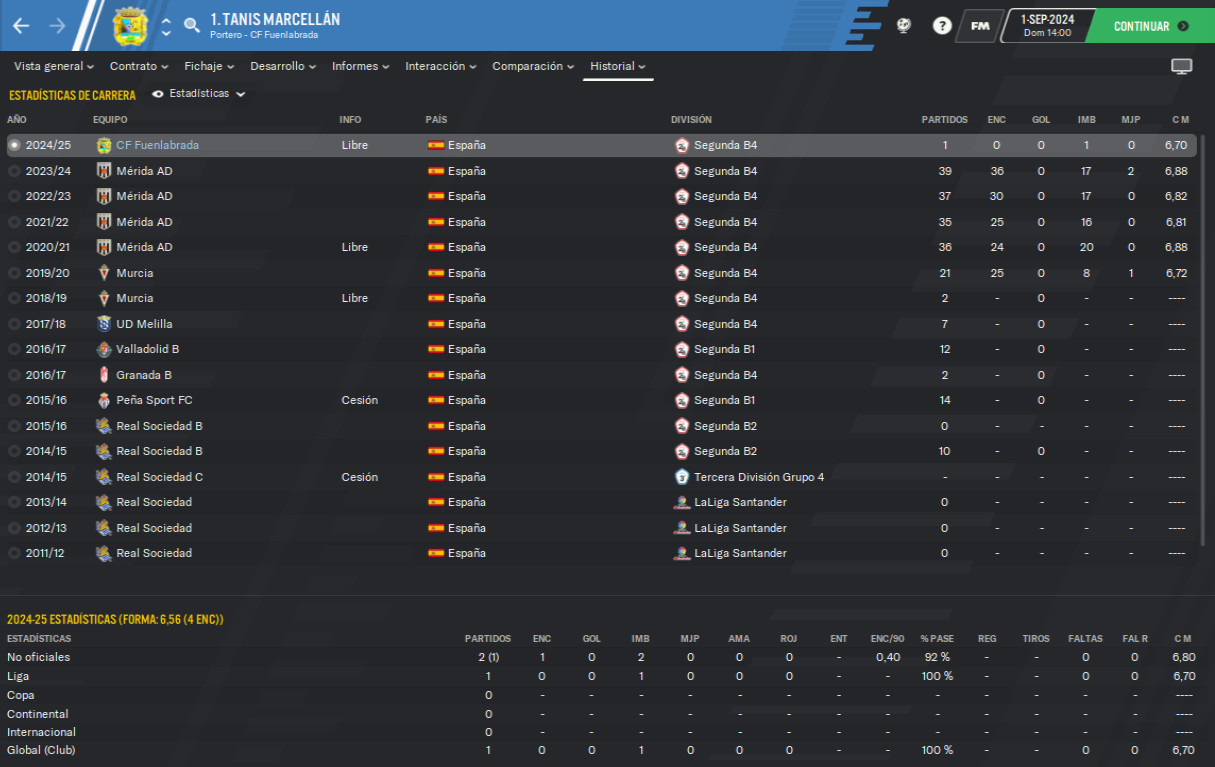 1. TANIS MARCELLÁN
Portero - CF Fuenlabrada
? FM 1-SEP-2024 CONTINUAR
Dom 14:00
Vista general Contrato Fichaje Desarrollo Informes Interacción Comparación Historial
ESTADÍSTICAS DE CARRERA Estadísticas
AÑO EQUIPO INFO PAÍS DIVISIÓN PARTIDOS ENC GOL IMB MJP C M
2024/25 CF Fuenlabrada Libre España Segunda B4 1 0 0 1 0 6,70
2023/24 Mérida AD España Segunda B4 39 36 0 17 2 6,88
2022/23 Mérida AD España Segunda B4 37 30 0 17 0 6,82
2021/22 Mérida AD España Segunda B4 35 25 0 16 0 6,81
2020/21 Mérida AD Libre España Segunda B4 36 24 0 20 0 6,88
2019/20 Murcia España Segunda B4 21 25 0 8 1 6,72
2018/19 Murcia Libre España Segunda B4 2 - 0 - - ----
2017/18 UD Melilla España Segunda B4 7 - 0 - - ----
2016/17 Valladolid B España Segunda B1 12 - 0 - - ----
2016/17 Granada B España Segunda B4 2 - 0 - - ----
2015/16 Peña Sport FC Cesión España Segunda B1 14 - 0 - - ----
2015/16 Real Sociedad B España Segunda B2 0 - - - - ----
2014/15 Real Sociedad B España Segunda B2 10 - 0 - - ----
2014/15 Real Sociedad C Cesión España Tercera División Grupo 4 - - - - - ----
2013/14 Real Sociedad España LaLiga Santander 0 - - - - ----
2012/13 Real Sociedad España LaLiga Santander 0 - - - - ----
2011/12 Real Sociedad España LaLiga Santander 0 - - - - ----
2024-25 ESTADÍSTICAS (FORMA: 6,56 (4 ENC))
ESTADÍSTICAS PARTIDOS ENC GOL IMB MJP AMA ROJ ENT ENC/90 % PASE REG TIROS FALTAS FAL R C M
No oficiales 2 (1) 1 0 2 0 0 0 - 0,40 92 % - - 0 0 6,80
Liga 1 0 0 1 0 0 0 - - 100 % - - 0 0 6,70
Copa 0 - - - - - - - - - - - - - ----
Continental 0 - - - - - - - - - - - - - ----
Internacional 0 - - - - - - - - - - - - - ----
Global (Club) 1 0 0 1 0 0 0 - - 100 % - - 0 0 6,70